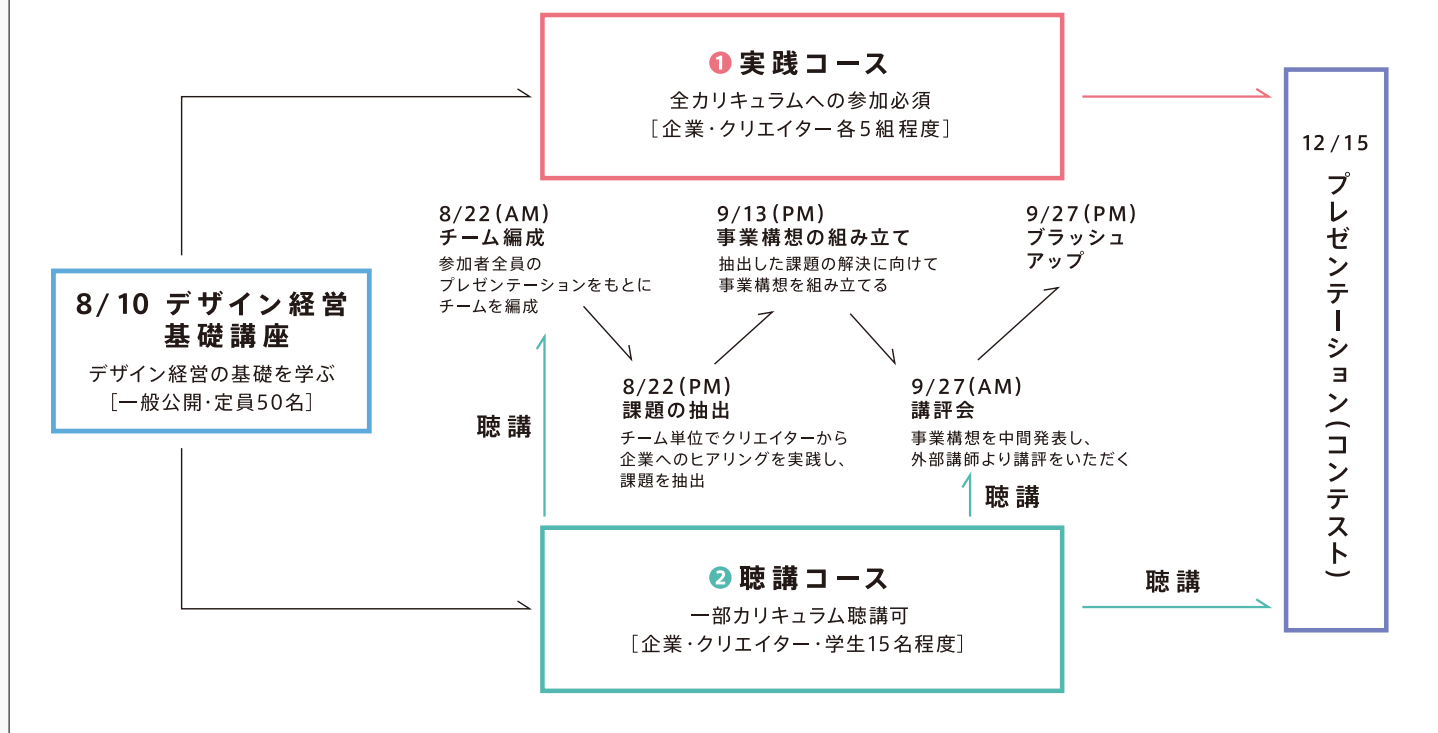 8/10 デザイン経営
基礎講座
デザイン経営の基礎を学ぶ
[一般公開・定員50名]
❶実践コース
全カリキュラムへの参加必須
[企業・クリエイター各5組程度]
8/22(AM)
チーム編成
参加者全員の
プレゼンテーションをもとに
チームを編成
8/22(PM)
課題の抽出
チーム単位でクリエイターから
企業へのヒアリングを実践し、
課題を抽出
9/13(PM)
事業構想の組み立て
抽出した課題の解決に向けて
事業構想を組み立てる
9/27(AM)
講評会
事業構想を中間発表し、
外部講師より講評をいただく
9/27(PM)
ブラッシュ
アップ
聴講
聴講
❷聴講コース
一部カリキュラム聴講可
[企業・クリエイター・学生15名程度]
聴講
12/15
プレゼンテーション(コンテスト)